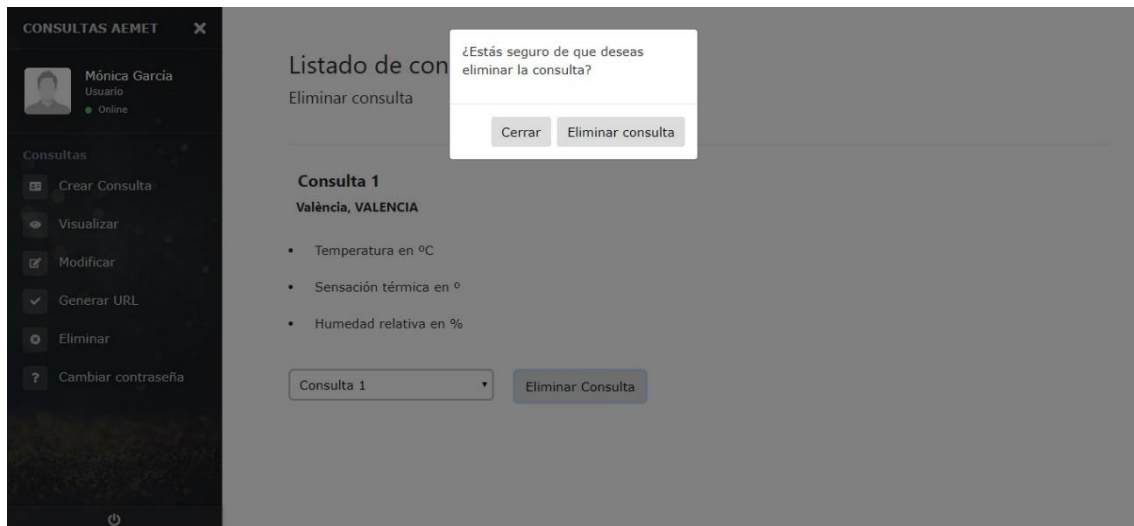 CONSULTAS AEMET ×
Mónica García
Usuario
Online
Consultas
Crear Consulta
Visualizar
Modificar
Generar URL
Eliminar
? Cambiar contraseña
¿Estás seguro de que deseas
eliminar la consulta?
Cerrar Eliminar consulta
Listado de con
Eliminar consulta
Consulta 1
València, VALENCIA
• Temperatura en ºC
• Sensación térmica en º
• Humedad relativa en %
Consulta 1 Eliminar Consulta